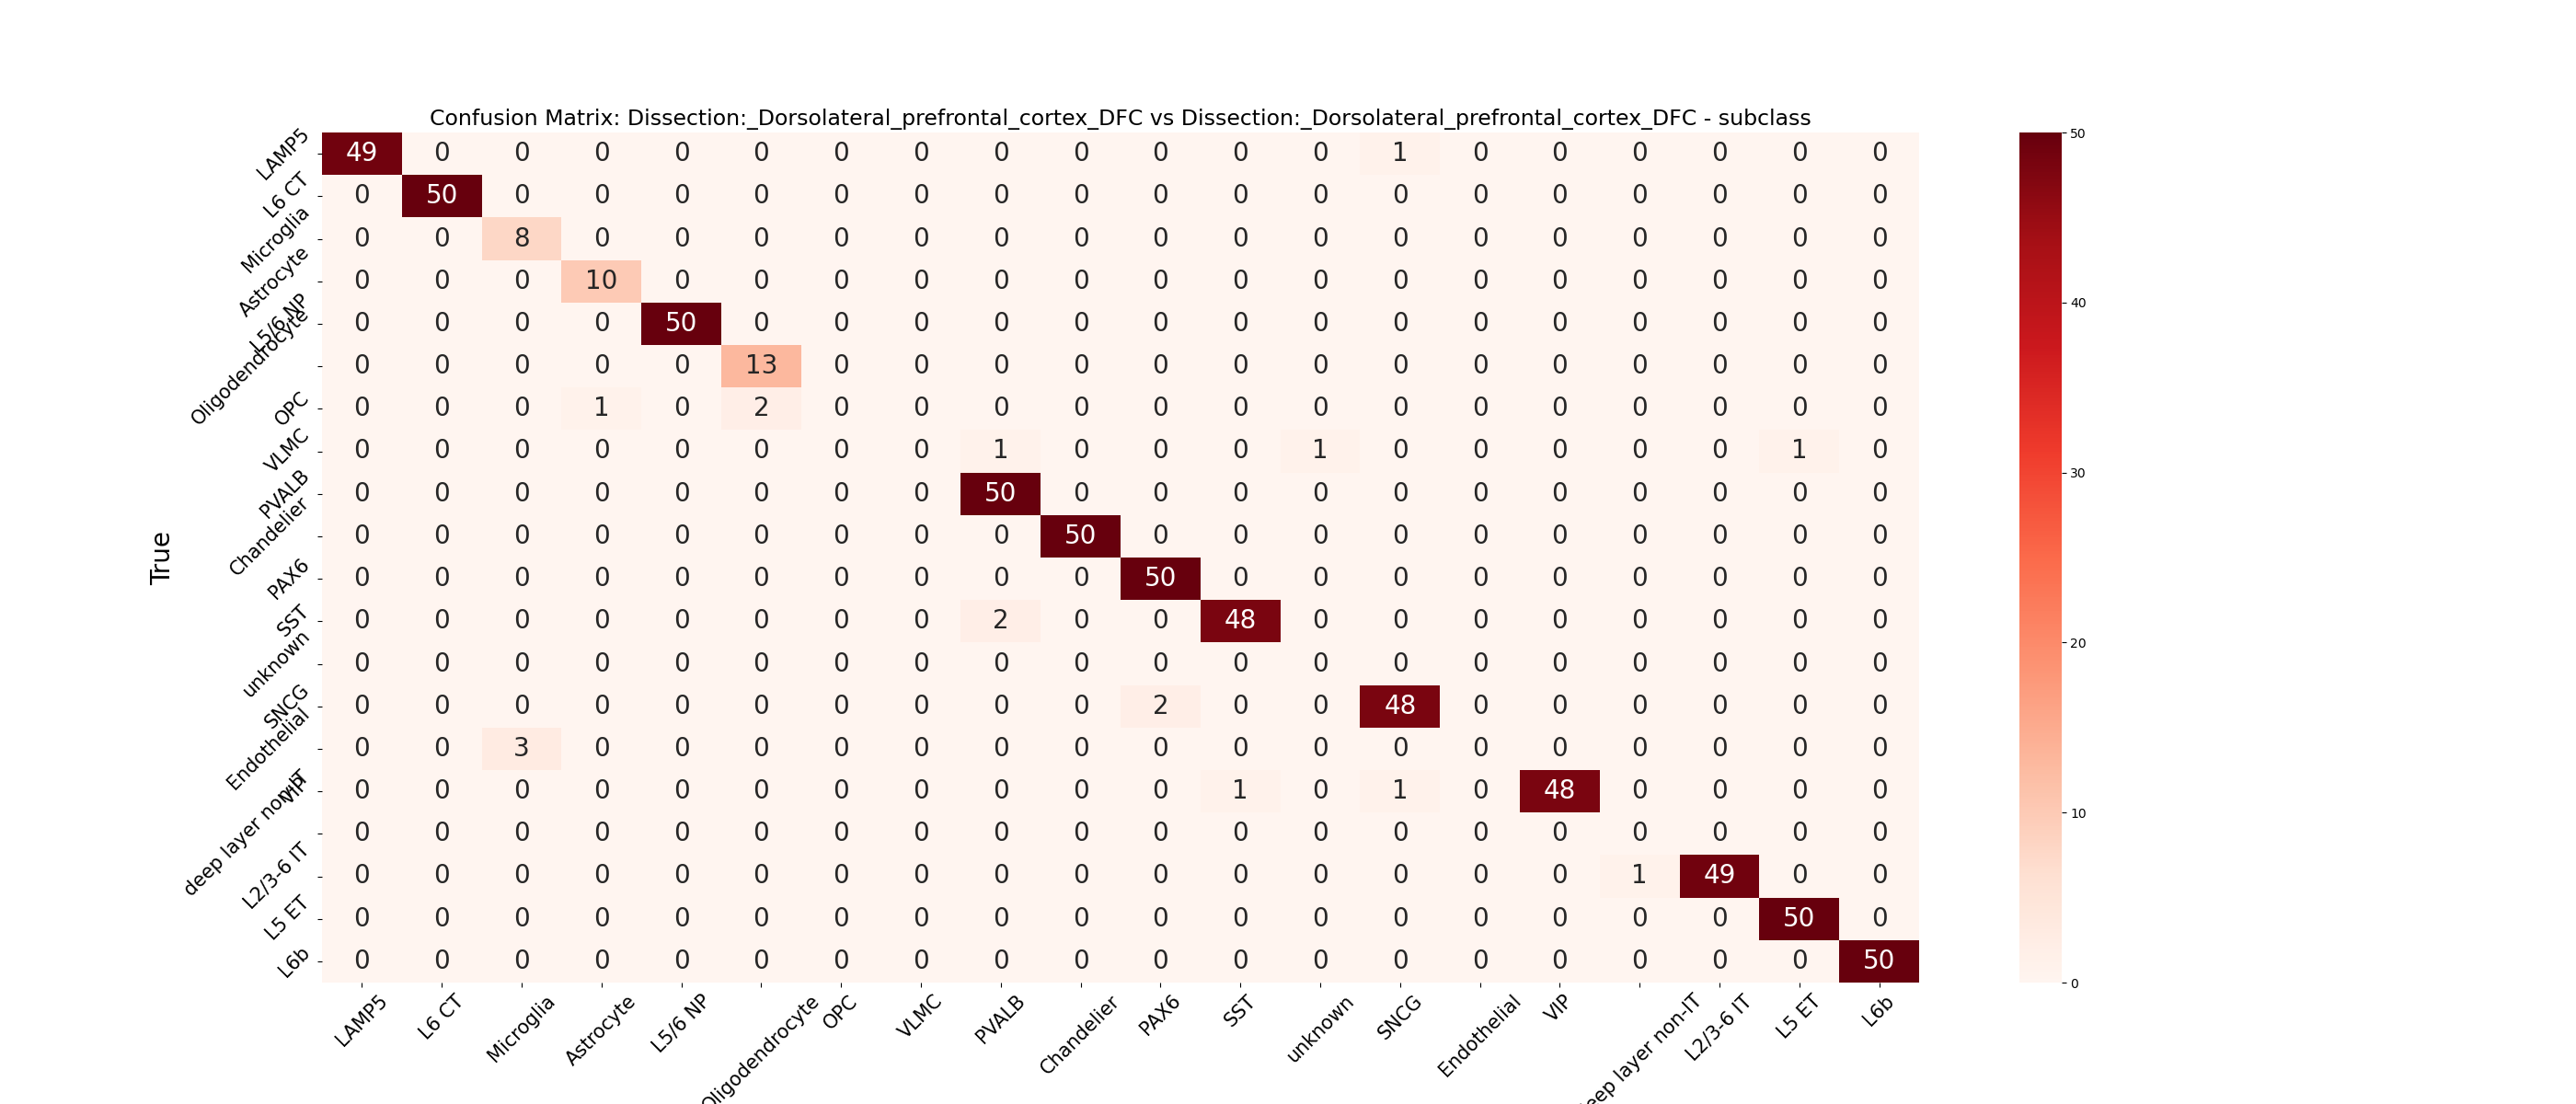 Confusion Matrix: Dissection:_Dorsolateral_prefrontal_cortex_DFC vs Dissection:_Dorsolateral_prefrontal_cortex_DFC - subclass
True
LAMP5 49 0 0 0 0 0 0 0 0 0 0 0 0 1 0 0 0 0 0 0
L6 CT 0 50 0 0 0 0 0 0 0 0 0 0 0 0 0 0 0 0 0 0
Microglia 0 0 8 0 0 0 0 0 0 0 0 0 0 0 0 0 0 0 0 0
Astrocyte 0 0 0 10 0 0 0 0 0 0 0 0 0 0 0 0 0 0 0 0
L5/6 NP 0 0 0 0 50 0 0 0 0 0 0 0 0 0 0 0 0 0 0 0
Oligodendrocyte 0 0 0 0 0 13 0 0 0 0 0 0 0 0 0 0 0 0 0 0
OPC 0 0 0 1 0 2 0 0 0 0 0 0 0 0 0 0 0 0 0 0
VLMC 0 0 0 0 0 0 0 0 1 0 0 0 1 0 0 0 0 0 1 0
PVALB 0 0 0 0 0 0 0 0 50 0 0 0 0 0 0 0 0 0 0 0
Chandelier 0 0 0 0 0 0 0 0 0 50 0 0 0 0 0 0 0 0 0 0
PAX6 0 0 0 0 0 0 0 0 0 0 50 0 0 0 0 0 0 0 0 0
SST 0 0 0 0 0 0 0 0 2 0 0 48 0 0 0 0 0 0 0 0
unknown 0 0 0 0 0 0 0 0 0 0 0 0 0 0 0 0 0 0 0 0
SNCG 0 0 0 0 0 0 0 0 0 0 2 0 0 48 0 0 0 0 0 0
Endothelial 0 0 3 0 0 0 0 0 0 0 0 0 0 0 0 0 0 0 0 0
VIP 0 0 0 0 0 0 0 0 0 0 0 1 0 1 0 48 0 0 0 0
deep layer non-IT 0 0 0 0 0 0 0 0 0 0 0 0 0 0 0 0 0 0 0 0
L2/3-6 IT 0 0 0 0 0 0 0 0 0 0 0 0 0 0 0 0 1 49 0 0
L5 ET 0 0 0 0 0 0 0 0 0 0 0 0 0 0 0 0 0 0 50 0
L6b 0 0 0 0 0 0 0 0 0 0 0 0 0 0 0 0 0 0 0 50
LAMP5 L6 CT Microglia Astrocyte L5/6 NP Oligodendrocyte OPC VLMC PVALB Chandelier PAX6 SST unknown SNCG Endothelial VIP eep layer non-IT L2/3-6 IT L5 ET L6b
50
40
30
20
10
0